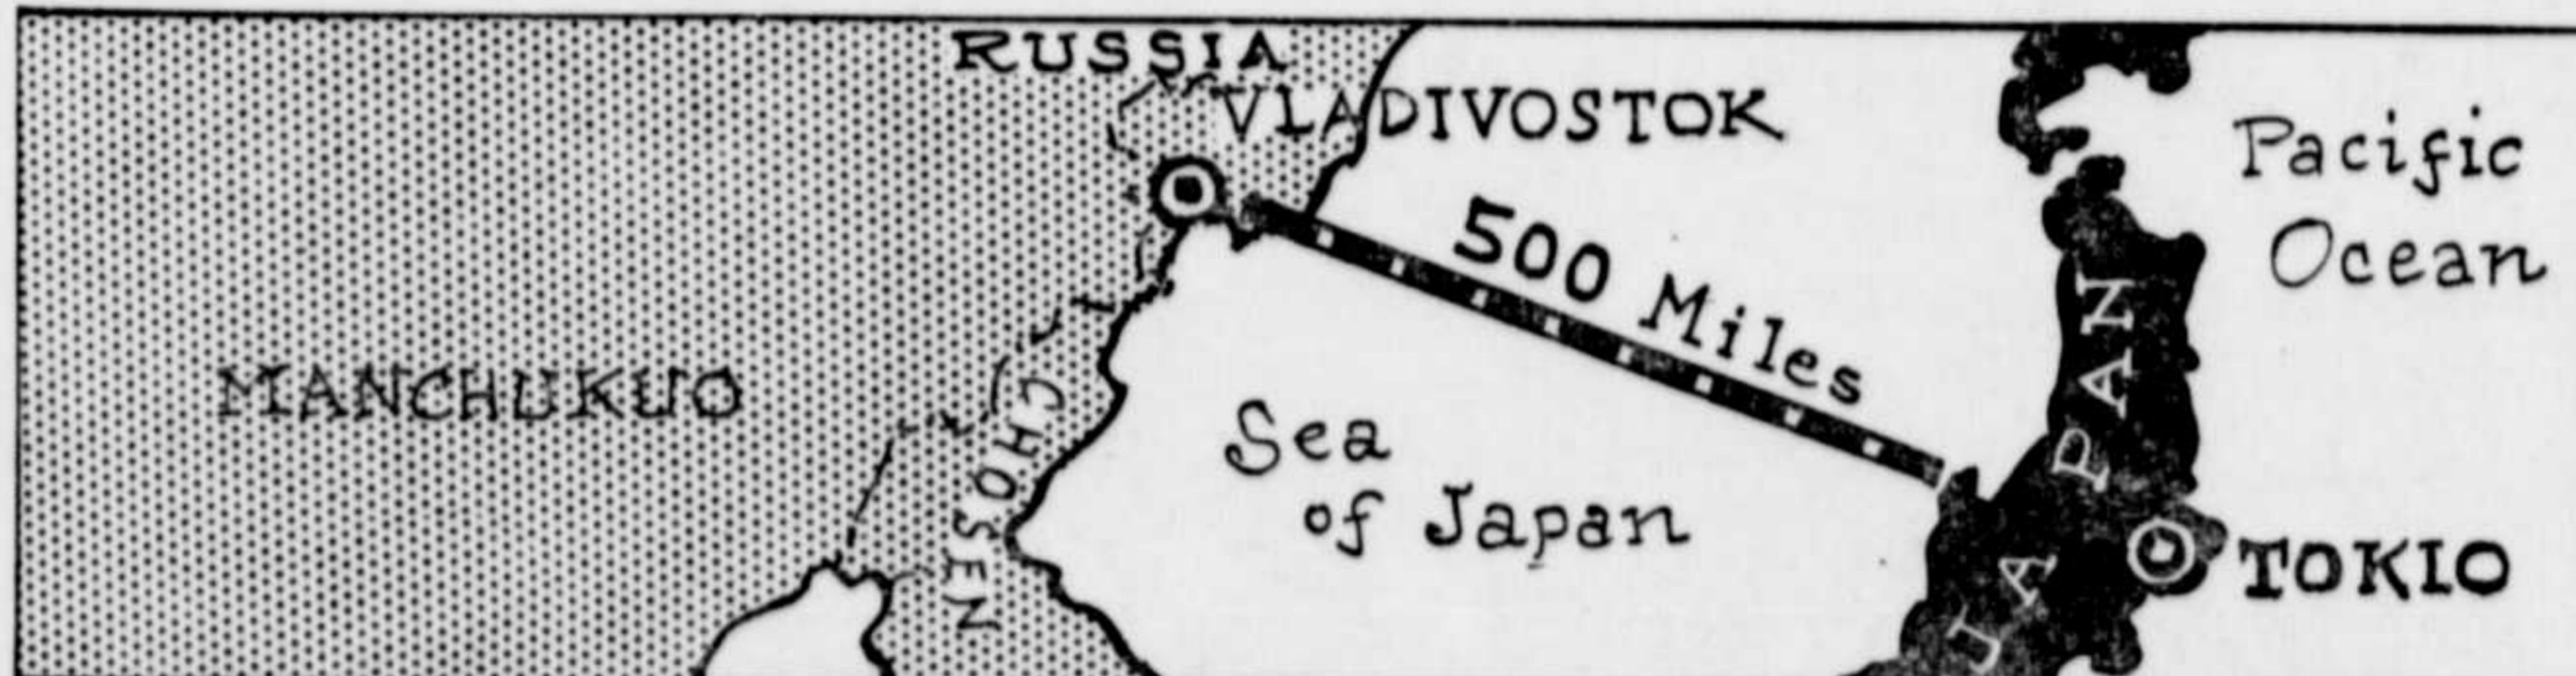 RUSSIA
VLADIVOSTOK
Pacific
Ocean
500 Miles
MANCHUKUO
CHOSEN
Sea
of Japan
JAPAN
TOKIO